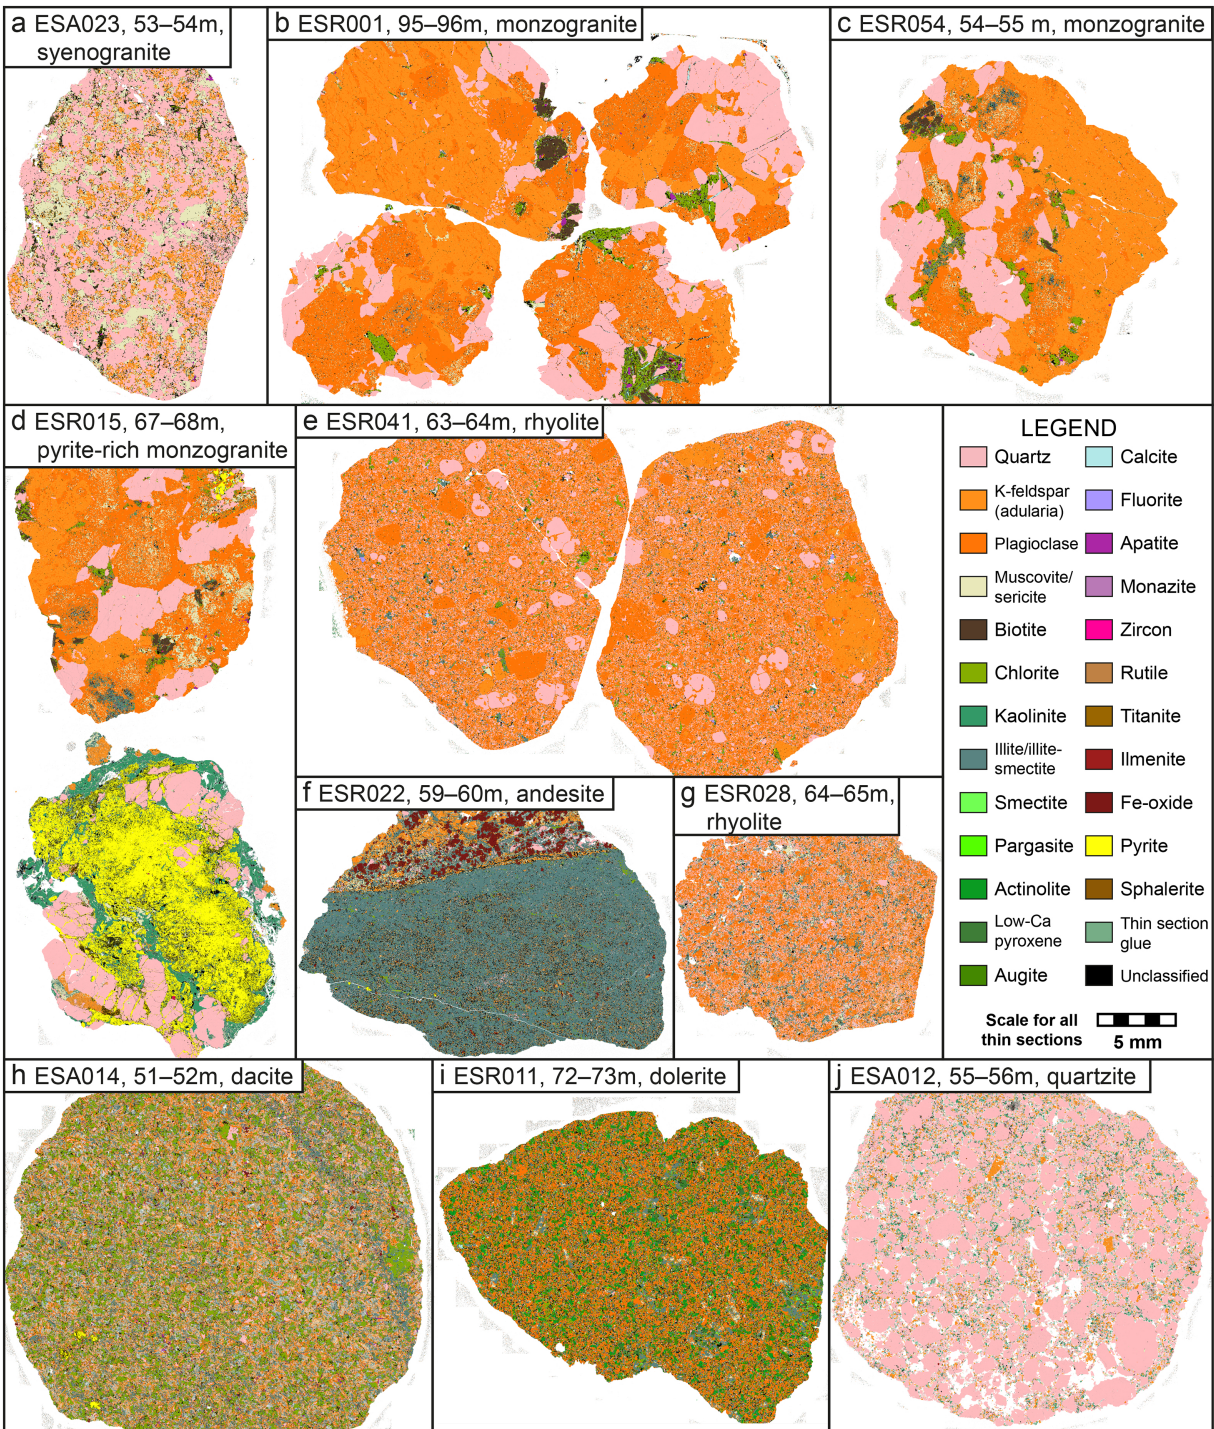 a ESA023, 53–54m,
syenogranite
b ESR001, 95–96m, monzogranite
c ESR054, 54–55 m, monzogranite
d ESR015, 67–68m,
pyrite-rich monzogranite
e ESR041, 63–64m, rhyolite
LEGEND
Quartz
K-feldspar
(adularia)
Plagioclase
Muscovite/
sericite
Biotite
Chlorite
Kaolinite
Illite/illite-
smectite
Smectite
Pargasite
Actinolite
Low-Ca
pyroxene
Augite
Calcite
Fluorite
Apatite
Monazite
Zircon
Rutile
Titanite
Ilmenite
Fe-oxide
Pyrite
Sphalerite
Thin section
glue
Unclassified
Scale for all
thin sections
5 mm
f ESR022, 59–60m, andesite
g ESR028, 64–65m,
rhyolite
h ESA014, 51–52m, dacite
i ESR011, 72–73m, dolerite
j ESA012, 55–56m, quartzite